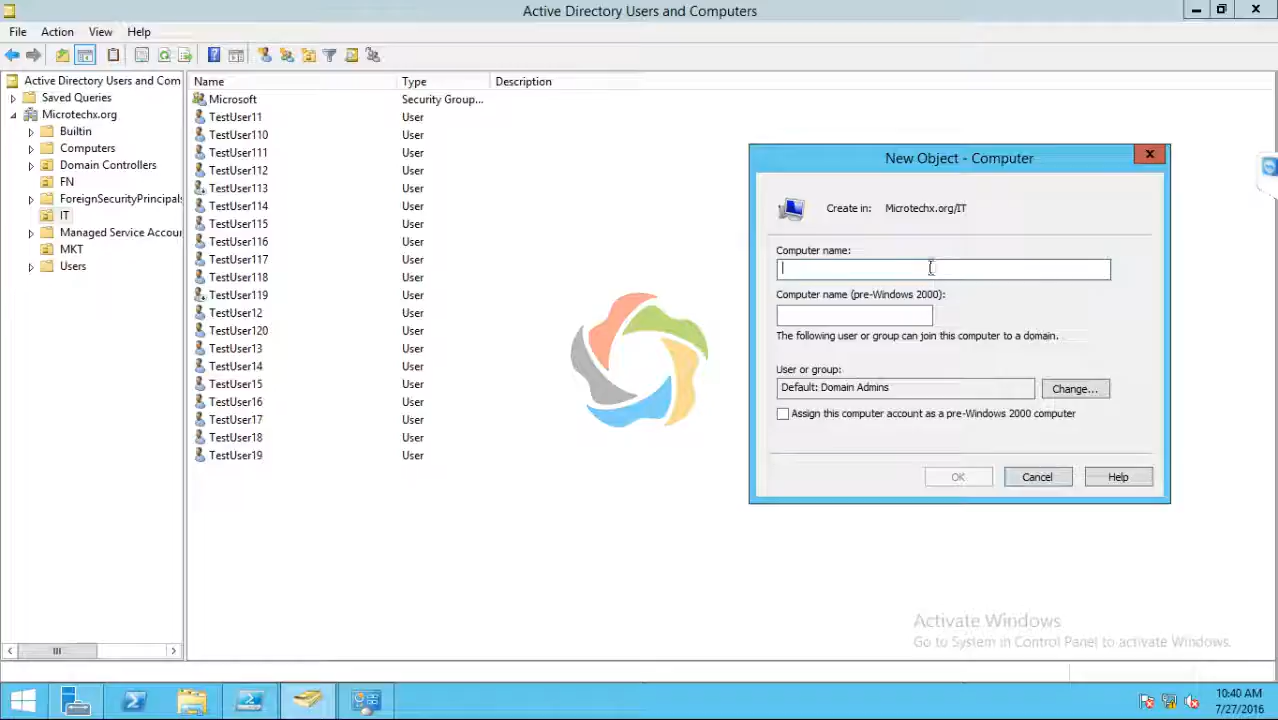 Active Directory Users and Computers
File Action View Help
Active Directory Users and Com
Saved Queries
Microtechx.org
Builtin
Computers
Domain Controllers
FN
ForeignSecurityPrincipals
IT
Managed Service Accou
MKT
Users
Name Type Description
Microsoft Security Group...
TestUser11 User
TestUser110 User
TestUser111 User
TestUser112 User
TestUser113 User
TestUser114 User
TestUser115 User
TestUser116 User
TestUser117 User
TestUser118 User
TestUser119 User
TestUser12 User
TestUser120 User
TestUser13 User
TestUser14 User
TestUser15 User
TestUser16 User
TestUser17 User
TestUser18 User
TestUser19 User
New Object - Computer
Create in: Microtechx.org/IT
Computer name:
Computer name (pre-Windows 2000):
The following user or group can join this computer to a domain.
User or group:
Default: Domain Admins
Change...
Assign this computer account as a pre-Windows 2000 computer
OK Cancel Help
Activate Windows
Go to System in Control Panel to activate Windows.
10:40 AM
7/27/2016